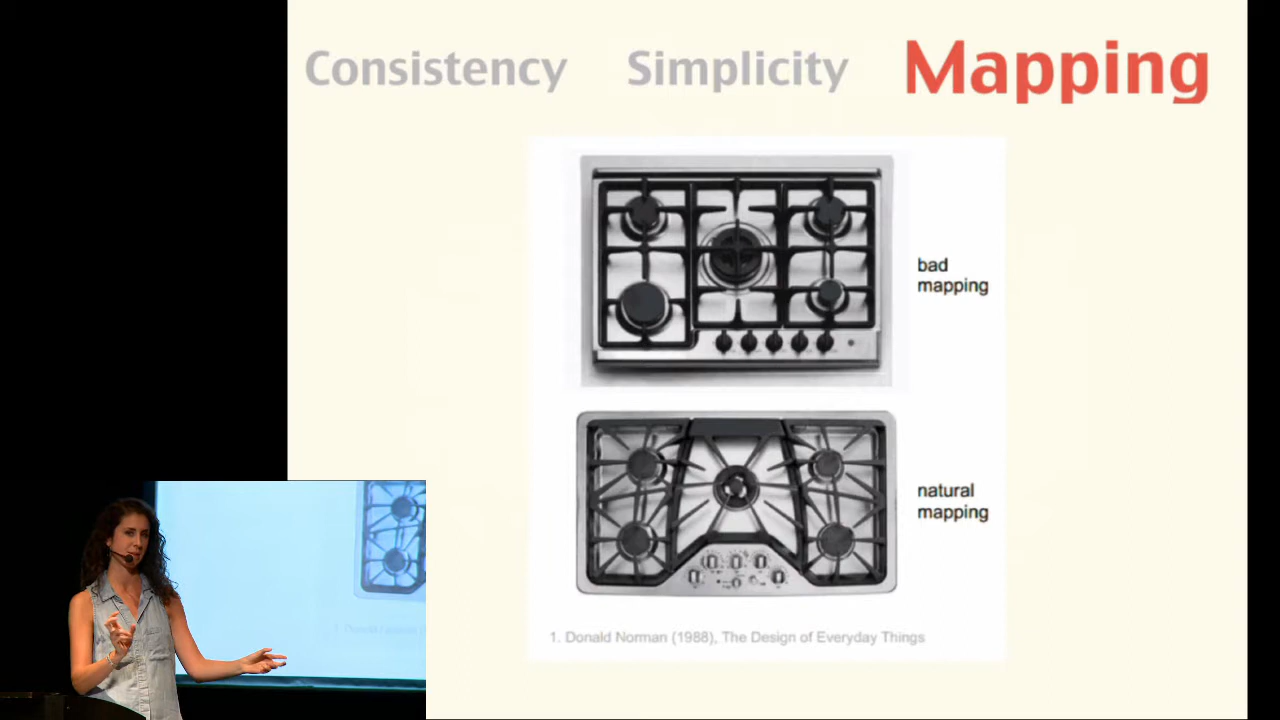 Consistency Simplicity Mapping
bad
mapping
natural
mapping
1. Donald Norman (1988), The Design of Everyday Things